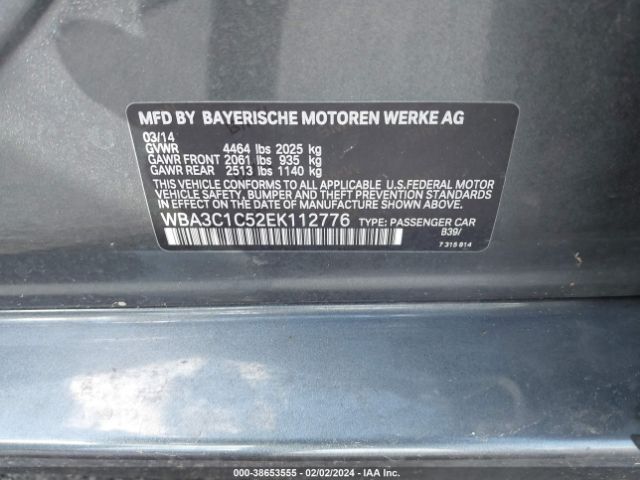 MFD BY BAYERISCHE MOTOREN WERKE AG
03/14
GVWR 4464 lbs 2025 kg
GAWR FRONT 2061 lbs 935 kg
GAWR REAR 2513 lbs 1140 kg
THIS VEHICLE CONFORMS TO ALL APPLICABLE U.S. FEDERAL MOTOR
VEHICLE SAFETY, BUMPER, AND THEFT PREVENTION STANDARDS IN
EFFECT ON THE DATE OF MANUFACTURE SHOWN ABOVE.
WBA3C1C52EK112776 TYPE: PASSENGER CAR
B39/
7 315 814
000-38653555 - 02/02/2024 - IAA Inc.